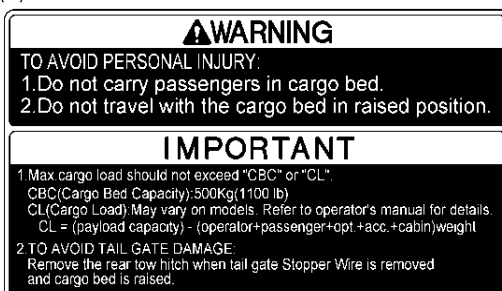 ⚠WARNING
TO AVOID PERSONAL INJURY:
1.Do not carry passengers in cargo bed.
2.Do not travel with the cargo bed in raised position.
IMPORTANT
1.Max.cargo load should not exceed "CBC" or "CL".
CBC(Cargo Bed Capacity):500Kg(1100 lb)
CL(Cargo Load):May vary on models. Refer to operator's manual for details.
CL = (payload capacity) - (operator+passenger+opt.+acc.+cabin)weight
2.TO AVOID TAIL GATE DAMAGE:
Remove the rear tow hitch when tail gate Stopper Wire is removed
and cargo bed is raised.